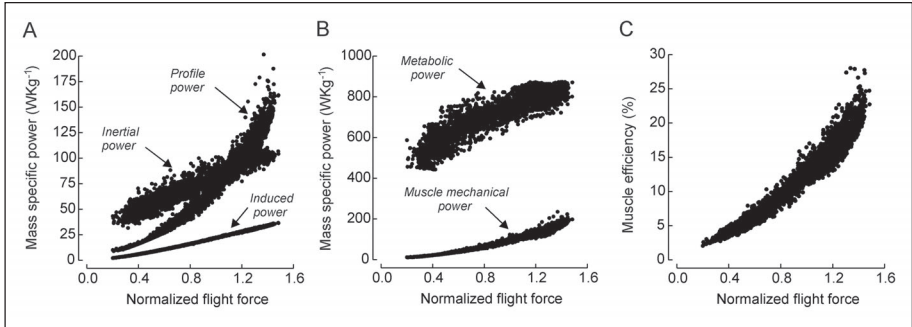 A
Mass specific power (WKg-1)
200
175
150
125
100
75
50
25
0
Profile
power
Inertial
power
Induced
power
0 0.4 0.8 1.2 1.6
Normalized flight force
B
Mass specific power (WKg-1)
1000
800
600
400
200
0
Metabolic
power
Muscle mechanical
power
0 0.4 0.8 1.2 1.6
Normalized flight force
C
Muscle efficiency (%)
30
25
20
15
10
5
0
0 0.4 0.8 1.2 1.6
Normalized flight force